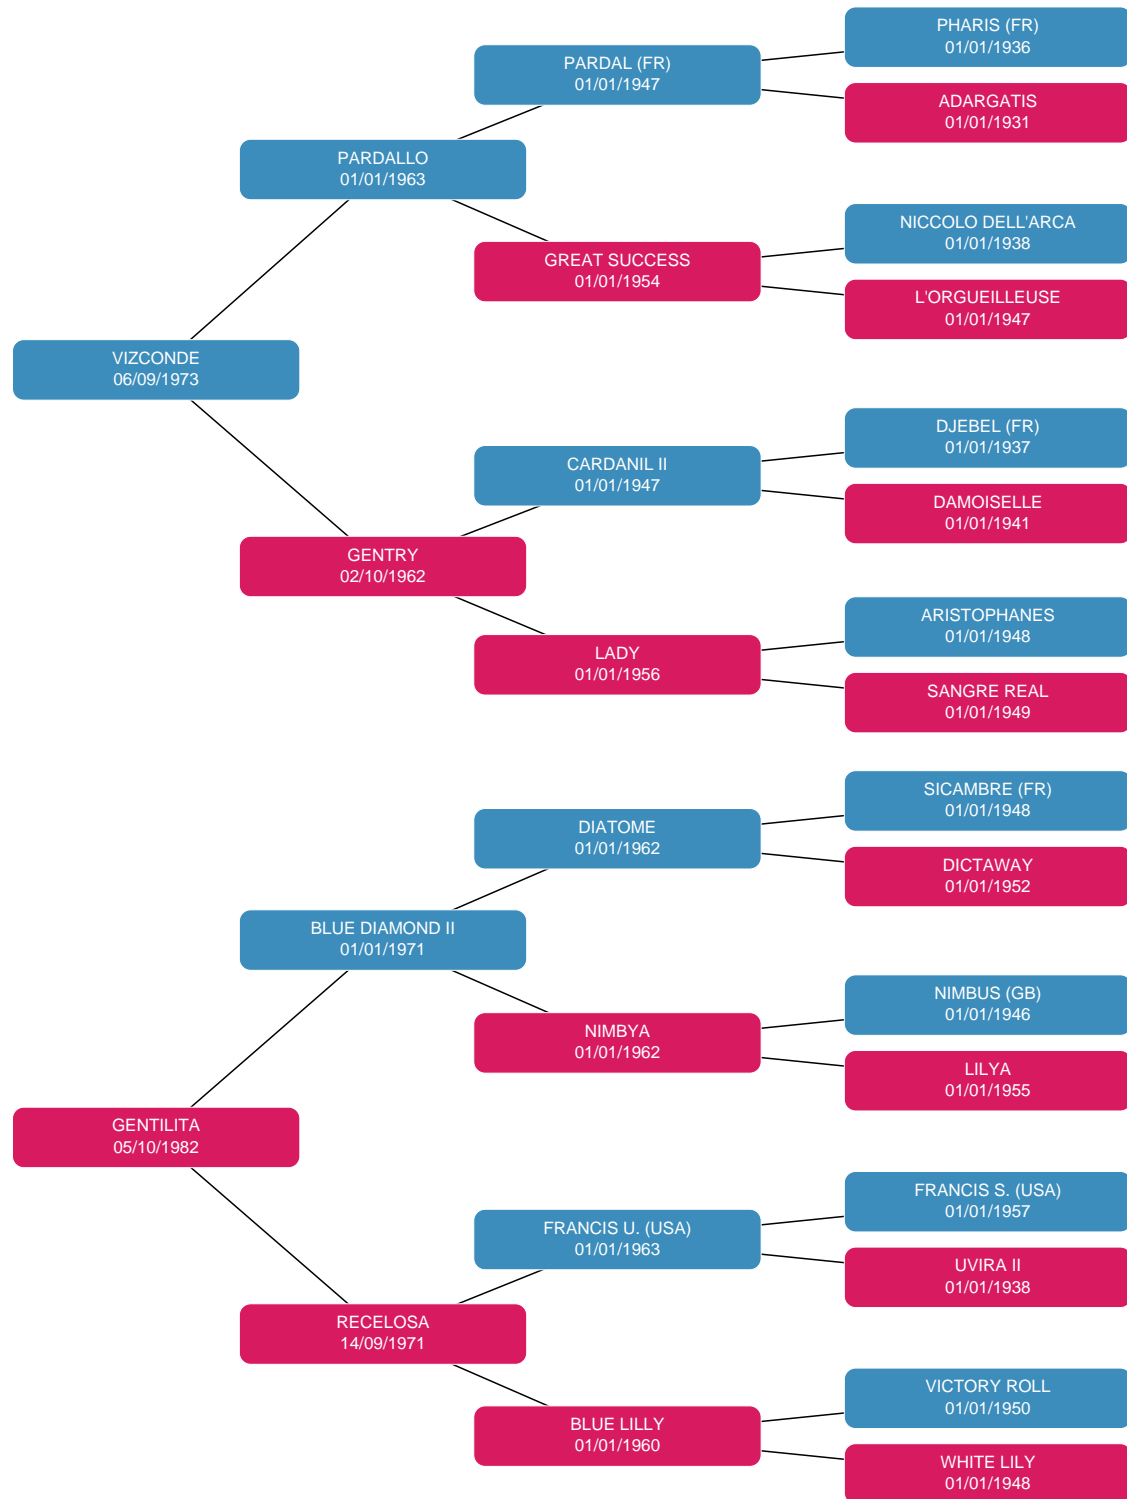 PHARIS (FR)
01/01/1936
PARDAL (FR)
01/01/1947
ADARGATIS
01/01/1931
PARDALLO
01/01/1963
NICCOLO DELL'ARCA
01/01/1938
GREAT SUCCESS
01/01/1954
L'ORGUEILLEUSE
01/01/1947
VIZCONDE
06/09/1973
DJEBEL (FR)
01/01/1937
CARDANIL II
01/01/1947
DAMOISELLE
01/01/1941
GENTRY
02/10/1962
ARISTOPHANES
01/01/1948
LADY
01/01/1956
SANGRE REAL
01/01/1949
SICAMBRE (FR)
01/01/1948
DIATOME
01/01/1962
DICTAWAY
01/01/1952
BLUE DIAMOND II
01/01/1971
NIMBUS (GB)
01/01/1946
NIMBYA
01/01/1962
LILYA
01/01/1955
GENTILITA
05/10/1982
FRANCIS S. (USA)
01/01/1957
FRANCIS U. (USA)
01/01/1963
UVIRA II
01/01/1938
RECELOSA
14/09/1971
VICTORY ROLL
01/01/1950
BLUE LILLY
01/01/1960
WHITE LILY
01/01/1948